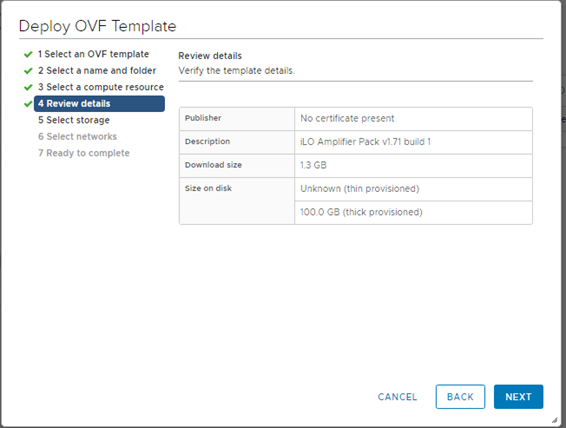 Deploy OVF Template
1 Select an OVF template
2 Select a name and folder
3 Select a compute resource
4 Review details
5 Select storage
6 Select networks
7 Ready to complete
Review details
Verify the template details.
Publisher No certificate present
Description iLO Amplifier Pack v1.71 build 1
Download size 1.3 GB
Size on disk Unknown (thin provisioned)
100.0 GB (thick provisioned)
CANCEL BACK NEXT